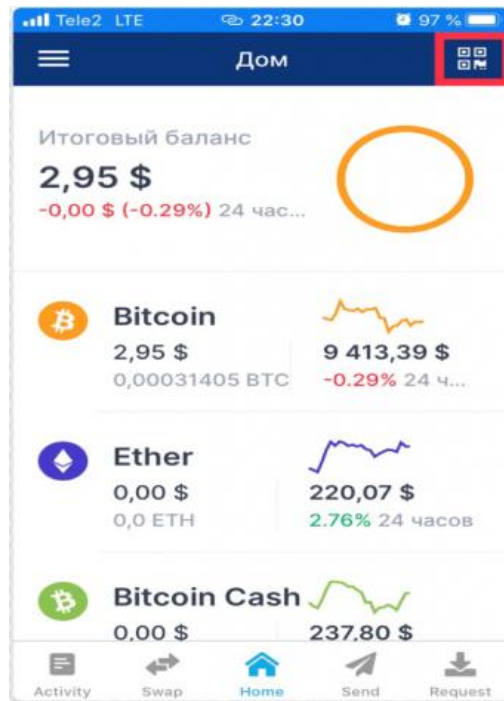 Tele2 LTE 22:30 97 %
Дом
Итоговый баланс
2,95 $
-0,00 $ (-0.29%) 24 час...
Bitcoin
2,95 $ 9 413,39 $
0,00031405 BTC -0.29% 24 ч...
Ether
0,00 $ 220,07 $
0,0 ETH 2.76% 24 часов
Bitcoin Cash
0,00 $ 237,80 $
Activity Swap Home Send Request